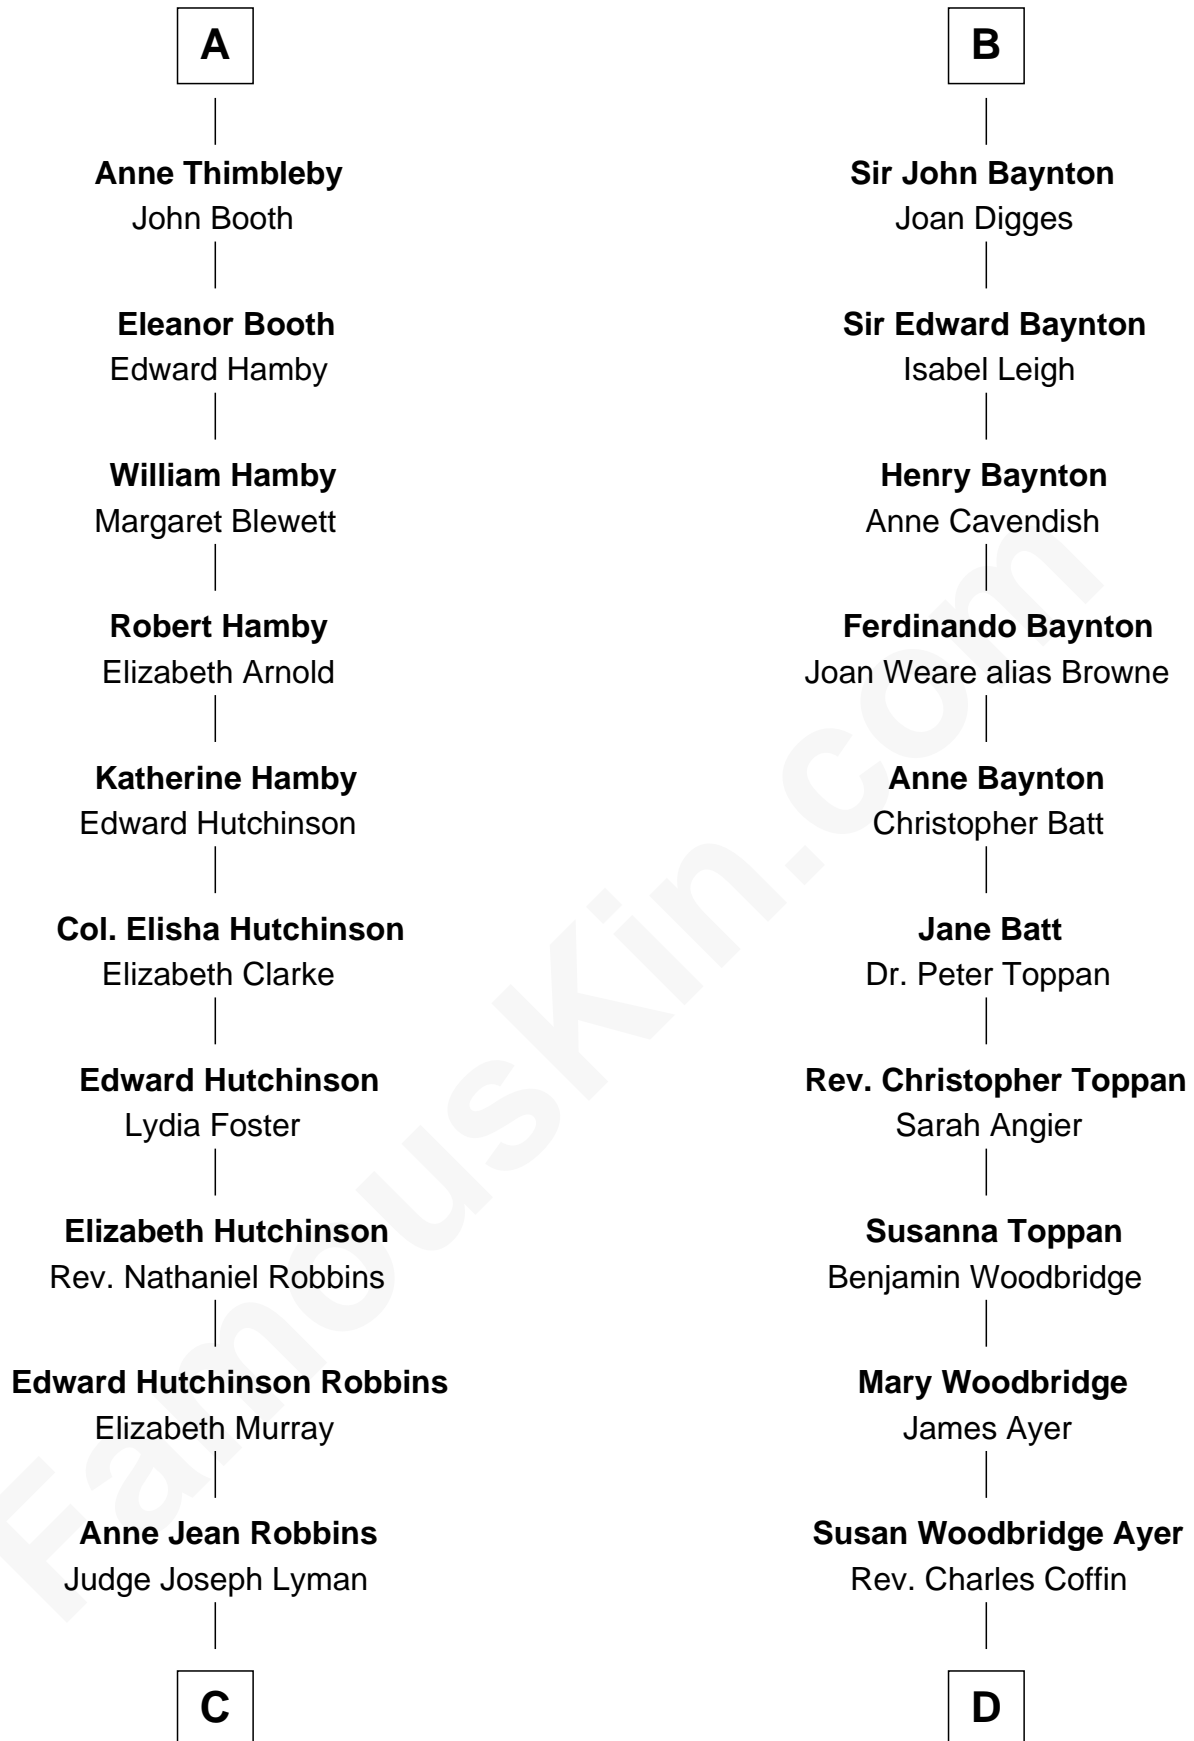 A
Anne Thimbleby
John Booth
Eleanor Booth
Edward Hamby
William Hamby
Margaret Blewett
Robert Hamby
Elizabeth Arnold
Katherine Hamby
Edward Hutchinson
Col. Elisha Hutchinson
Elizabeth Clarke
Edward Hutchinson
Lydia Foster
Elizabeth Hutchinson
Rev. Nathaniel Robbins
Edward Hutchinson Robbins
Elizabeth Murray
Anne Jean Robbins
Judge Joseph Lyman
C
B
Sir John Baynton
Joan Digges
Sir Edward Baynton
Isabel Leigh
Henry Baynton
Anne Cavendish
Ferdinando Baynton
Joan Weare alias Browne
Anne Baynton
Christopher Batt
Jane Batt
Dr. Peter Toppan
Rev. Christopher Toppan
Sarah Angier
Susanna Toppan
Benjamin Woodbridge
Mary Woodbridge
James Ayer
Susan Woodbridge Ayer
Rev. Charles Coffin
D
FamousKin.com